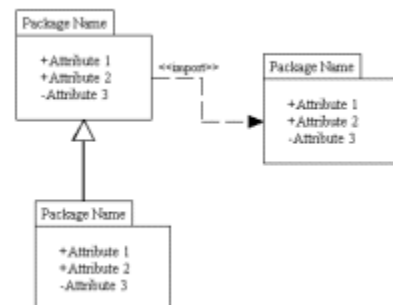 Package Name
+Attribute 1
+Attribute 2
-Attribute 3
<<import>>
Package Name
+Attribute 1
+Attribute 2
-Attribute 3
Package Name
+Attribute 1
+Attribute 2
-Attribute 3